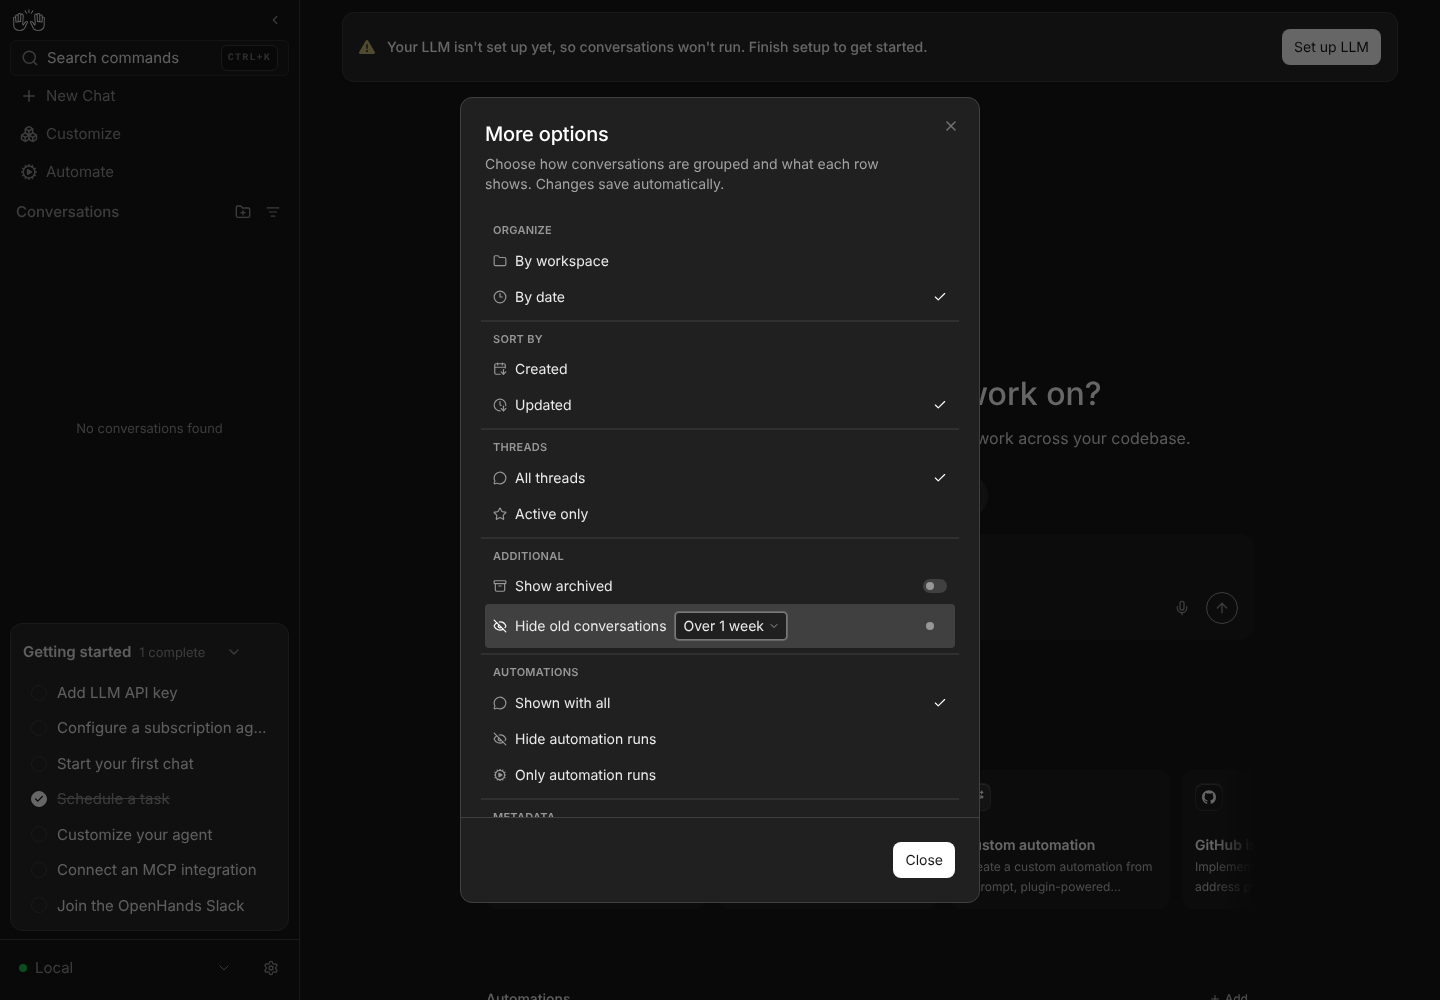 Search commands
CTRL+K
New Chat
Customize
Automate
Conversations
No conversations found
Getting started 1 complete
Add LLM API key
Configure a subscription ag...
Start your first chat
Schedule a task
Customize your agent
Connect an MCP integration
Join the OpenHands Slack
Local
Your LLM isn't set up yet, so conversations won't run. Finish setup to get started.
Set up LLM
More options
Choose how conversations are grouped and what each row
shows. Changes save automatically.
ORGANIZE
By workspace
By date
SORT BY
Created
Updated
THREADS
All threads
Active only
ADDITIONAL
Show archived
Hide old conversations Over 1 week
AUTOMATIONS
Shown with all
Hide automation runs
Only automation runs
METADATA
Close
work on?
work across your codebase.
automation
custom automation from
plugin-powered...
GitHub
address
Automations
+ Add